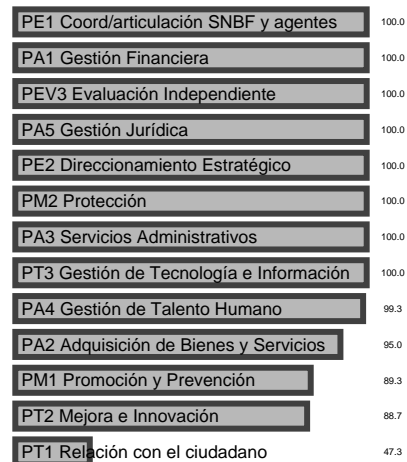 PE1 Coord/articulación SNBF y agentes 100.0
PA1 Gestión Financiera 100.0
PEV3 Evaluación Independiente 100.0
PA5 Gestión Jurídica 100.0
PE2 Direccionamiento Estratégico 100.0
PM2 Protección 100.0
PA3 Servicios Administrativos 100.0
PT3 Gestión de Tecnología e Información 100.0
PA4 Gestión de Talento Humano 99.3
PA2 Adquisición de Bienes y Servicios 95.0
PM1 Promoción y Prevención 89.3
PT2 Mejora e Innovación 88.7
PT1 Relación con el ciudadano 47.3